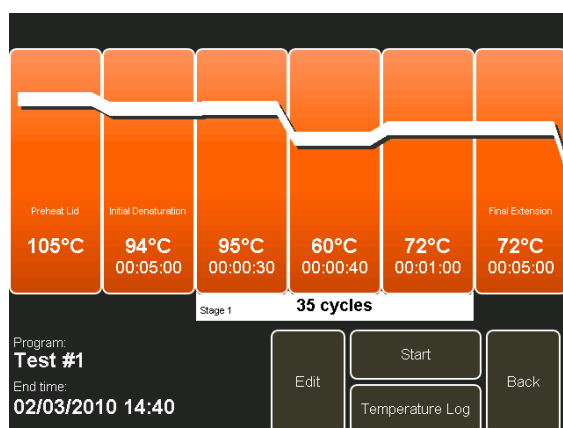 Preheat Lid
105°C
Initial Denaturation
94°C
00:05:00
95°C
00:00:30
60°C
00:00:40
72°C
00:01:00
Final Extension
72°C
00:05:00
Stage 1
35 cycles
Program:
Test #1
End time:
02/03/2010 14:40
Edit
Start
Temperature Log
Back